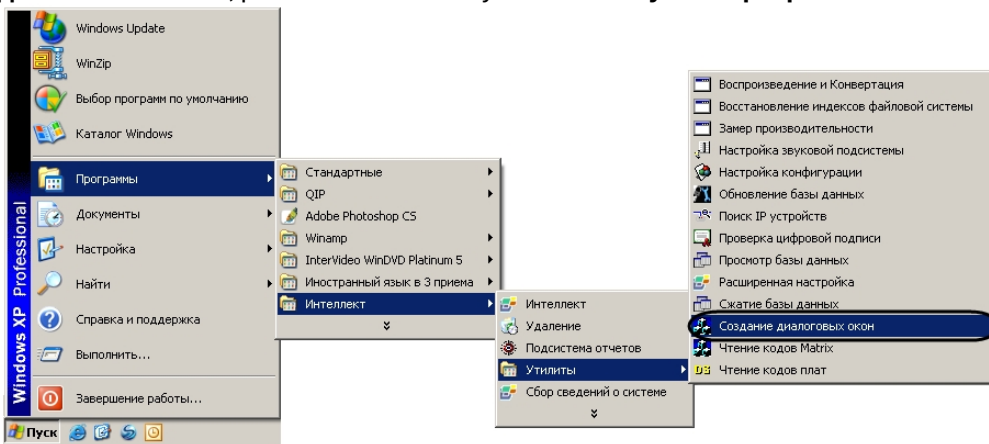 Windows Update
WinZip
Выбор программ по умолчанию
Каталог Windows
Программы
Документы
Настройка
Найти
Справка и поддержка
Выполнить...
Завершение работы...
Windows XP Professional
Пуск
Стандартные
QIP
Adobe Photoshop CS
Winamp
InterVideo WinDVD Platinum 5
Иностранный язык в 3 приема
Интеллект
Интеллект
Удаление
Подсистема отчетов
Утилиты
Сбор сведений о системе
Воспроизведение и Конвертация
Восстановление индексов файловой системы
Замер производительности
Настройка звуковой подсистемы
Настройка конфигурации
Обновление базы данных
Поиск IP устройств
Проверка цифровой подписи
Просмотр базы данных
Расширенная настройка
Сжатие базы данных
Создание диалоговых окон
Чтение кодов Matrix
DS Чтение кодов плат